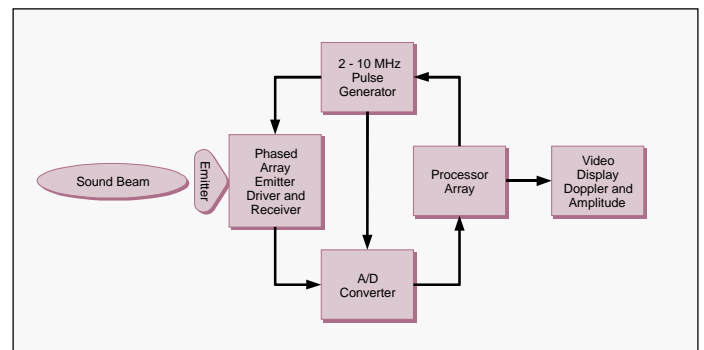 2 - 10 MHz
Pulse
Generator
Sound Beam
Emitter
Phased
Array
Emitter
Driver and
Receiver
Processor
Array
Video
Display
Doppler and
Amplitude
A/D
Converter